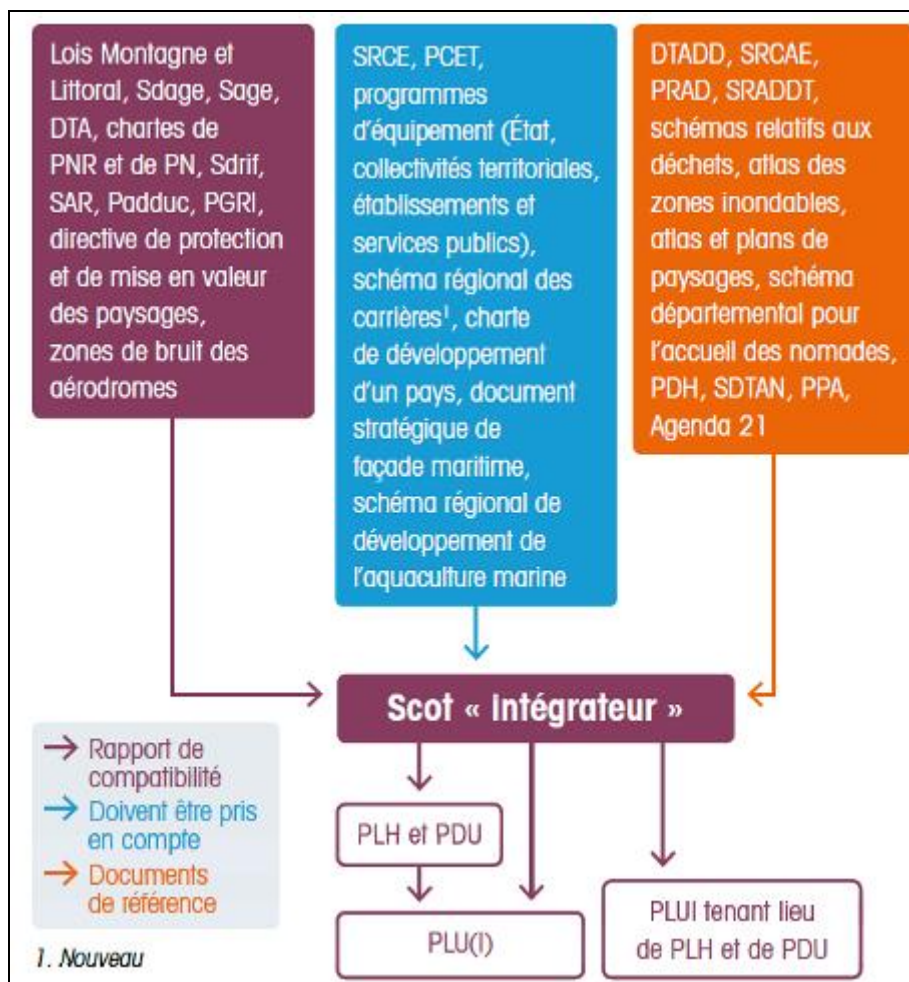 Lois Montagne et
Littoral, Sdage, Sage,
DTA, chartes de
PNR et de PN, Sdrif,
SAR, Padduc, PGRI,
directive de protection
et de mise en valeur
des paysages,
zones de bruit des
aérodromes
SRCE, PCET,
programmes
d'équipement (État,
collectivités territoriales,
établissements et
services publics),
schéma régional des
carrières¹, charte
de développement
d'un pays, document
stratégique de
façade maritime,
schéma régional de
développement de
l'aquaculture marine
DTADD, SRCAE,
PRAD, SRADDT,
schémas relatifs aux
déchets, atlas des
zones inondables,
atlas et plans de
paysages, schéma
départemental pour
l'accueil des nomades,
PDH, SDTAN, PPA,
Agenda 21
Scot « Intégrateur »
Rapport de
compatibilité
Doivent être pris
en compte
Documents
de référence
1. Nouveau
PLH et PDU
PLU(I)
PLUI tenant lieu
de PLH et de PDU